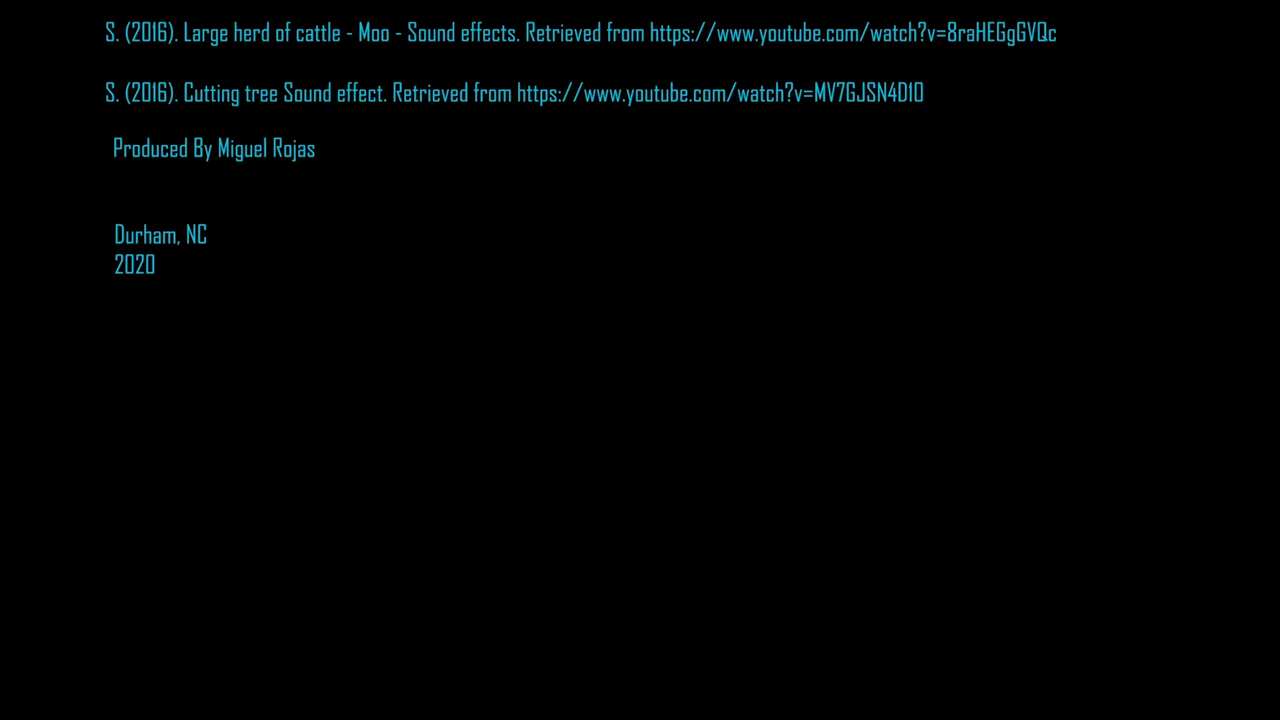 S. (2016). Large herd of cattle - Moo - Sound effects. Retrieved from https://www.youtube.com/watch?v=8raHEGgGVQc
S. (2016). Cutting tree Sound effect. Retrieved from https://www.youtube.com/watch?v=MV7GJSN4D10
Produced By Miguel Rojas
Durham, NC
2020